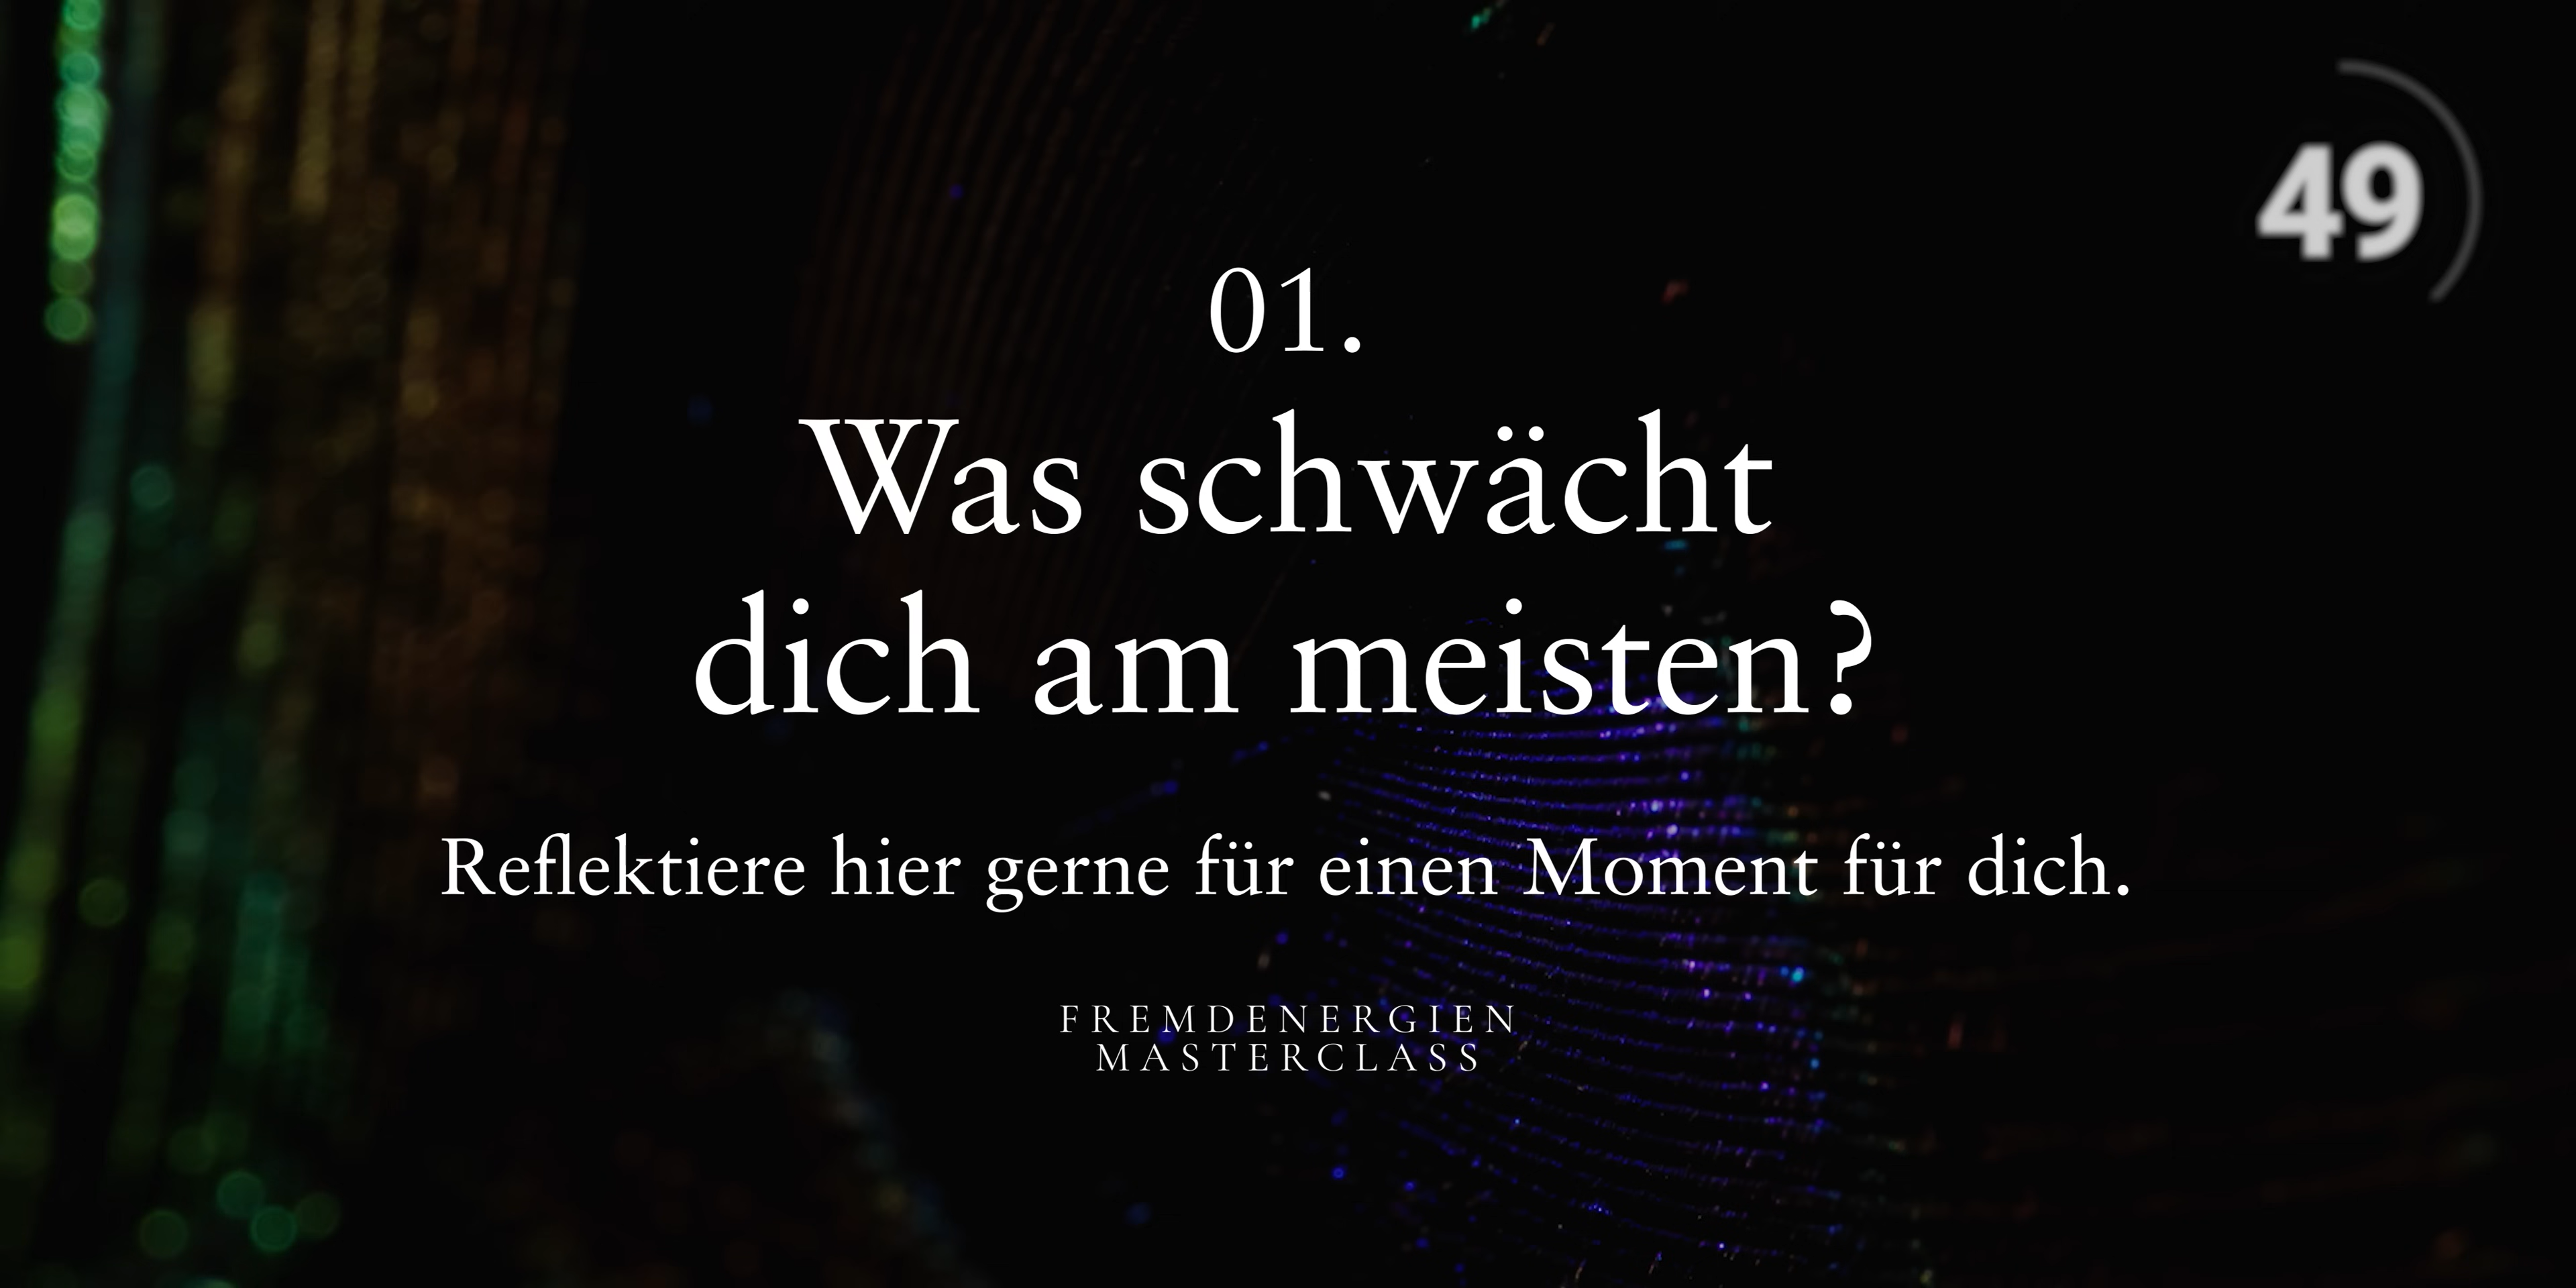 49
01.
Was schwächt
dich am meisten?
Reflektiere hier gerne für einen Moment für dich.
FREMDENERGIEN
MASTERCLASS